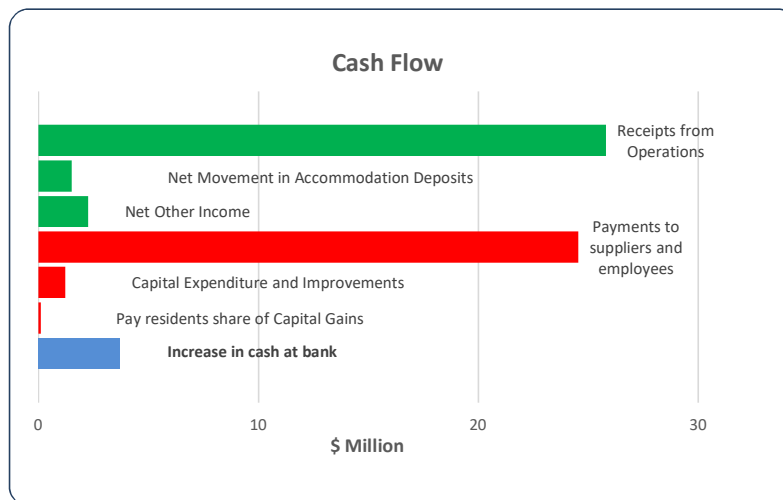 Cash Flow
Receipts from
Operations
Net Movement in Accommodation Deposits
Net Other Income
Payments to
suppliers and
employees
Capital Expenditure and Improvements
Pay residents share of Capital Gains
Increase in cash at bank
0 10 20 30
$ Million